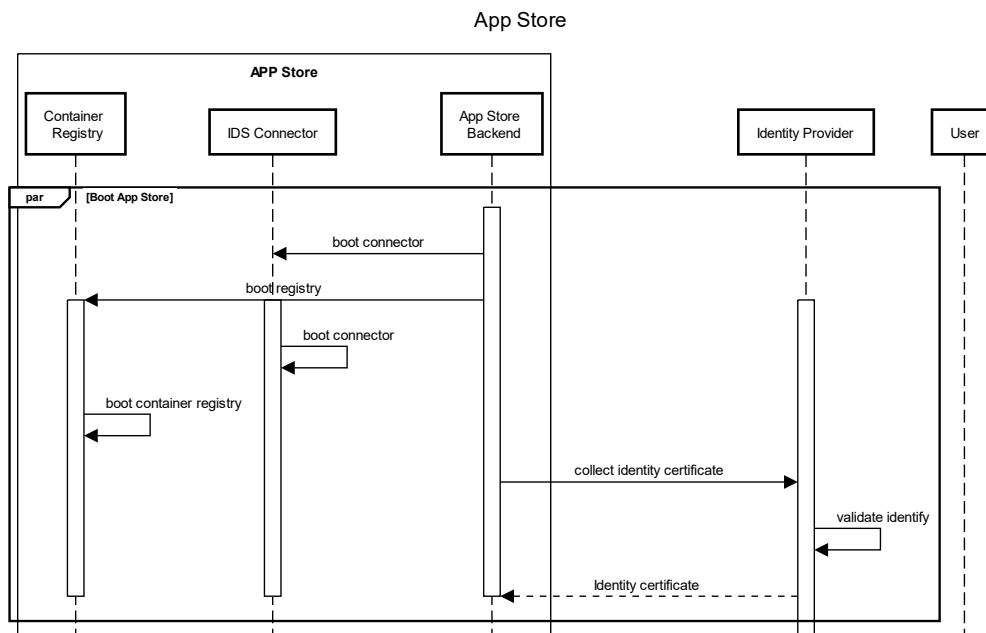 App Store
APP Store
Container
Registry
IDS Connector
App Store
Backend
Identity Provider
User
par
[Boot App Store]
boot connector
boot registry
boot connector
boot container registry
collect identity certificate
validate identify
Identity certificate